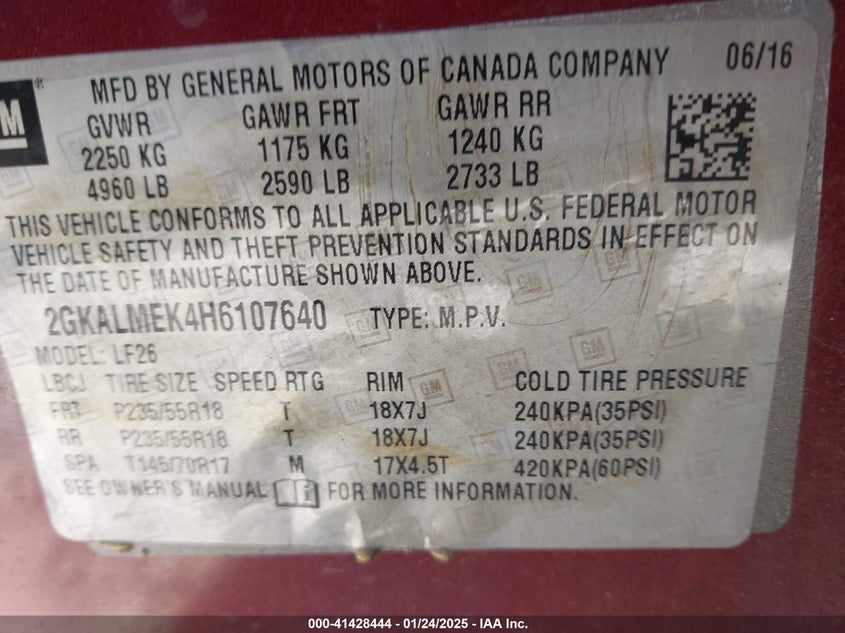 MFD BY GENERAL MOTORS OF CANADA COMPANY 06/16
GM ®
GVWR GAWR FRT GAWR RR
2250 KG 1175 KG 1240 KG
4960 LB 2590 LB 2733 LB
THIS VEHICLE CONFORMS TO ALL APPLICABLE U.S. FEDERAL MOTOR
VEHICLE SAFETY AND THEFT PREVENTION STANDARDS IN EFFECT ON
THE DATE OF MANUFACTURE SHOWN ABOVE.
2GKALMEK4H6107640 TYPE: M.P.V.
MODEL: LF26
LBCJ TIRE SIZE SPEED RTG RIM COLD TIRE PRESSURE
FRT P235/55R18 T 18X7J 240KPA(35PSI)
RR P235/55R18 T 18X7J 240KPA(35PSI)
SPA T145/70R17 M 17X4.5T 420KPA(60PSI)
SEE OWNER'S MANUAL FOR MORE INFORMATION.
000-41428444 - 01/24/2025 - IAA Inc.